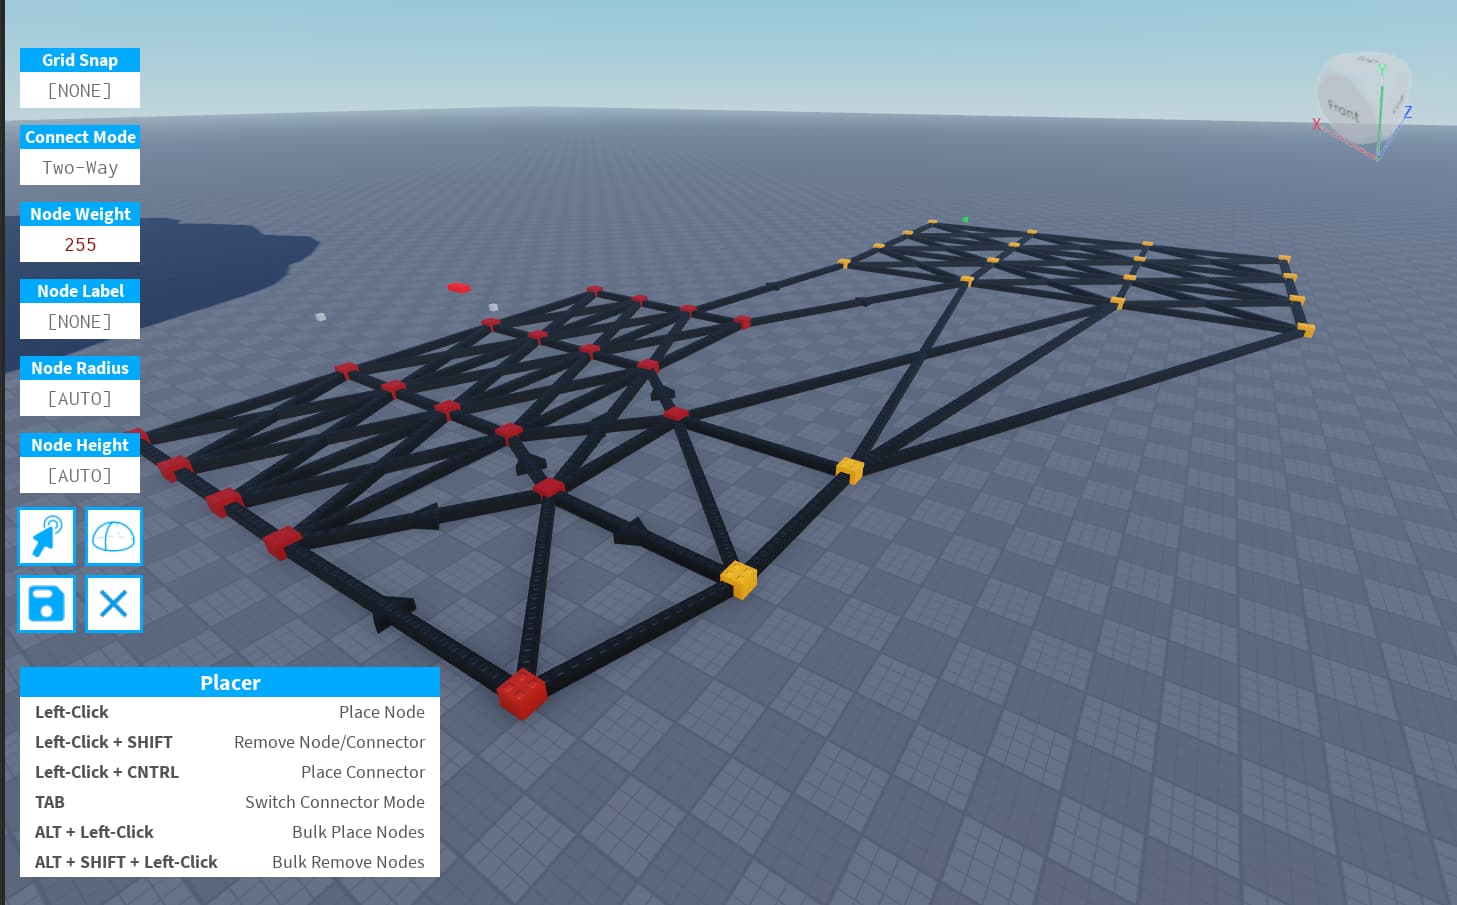 Grid Snap
[NONE]
Connect Mode
Two-Way
Node Weight
255
Node Label
[NONE]
Node Radius
[AUTO]
Node Height
[AUTO]
Y
Front
X
Z
Placer
Left-Click Place Node
Left-Click + SHIFT Remove Node/Connector
Left-Click + CNTRL Place Connector
TAB Switch Connector Mode
ALT + Left-Click Bulk Place Nodes
ALT + SHIFT + Left-Click Bulk Remove Nodes